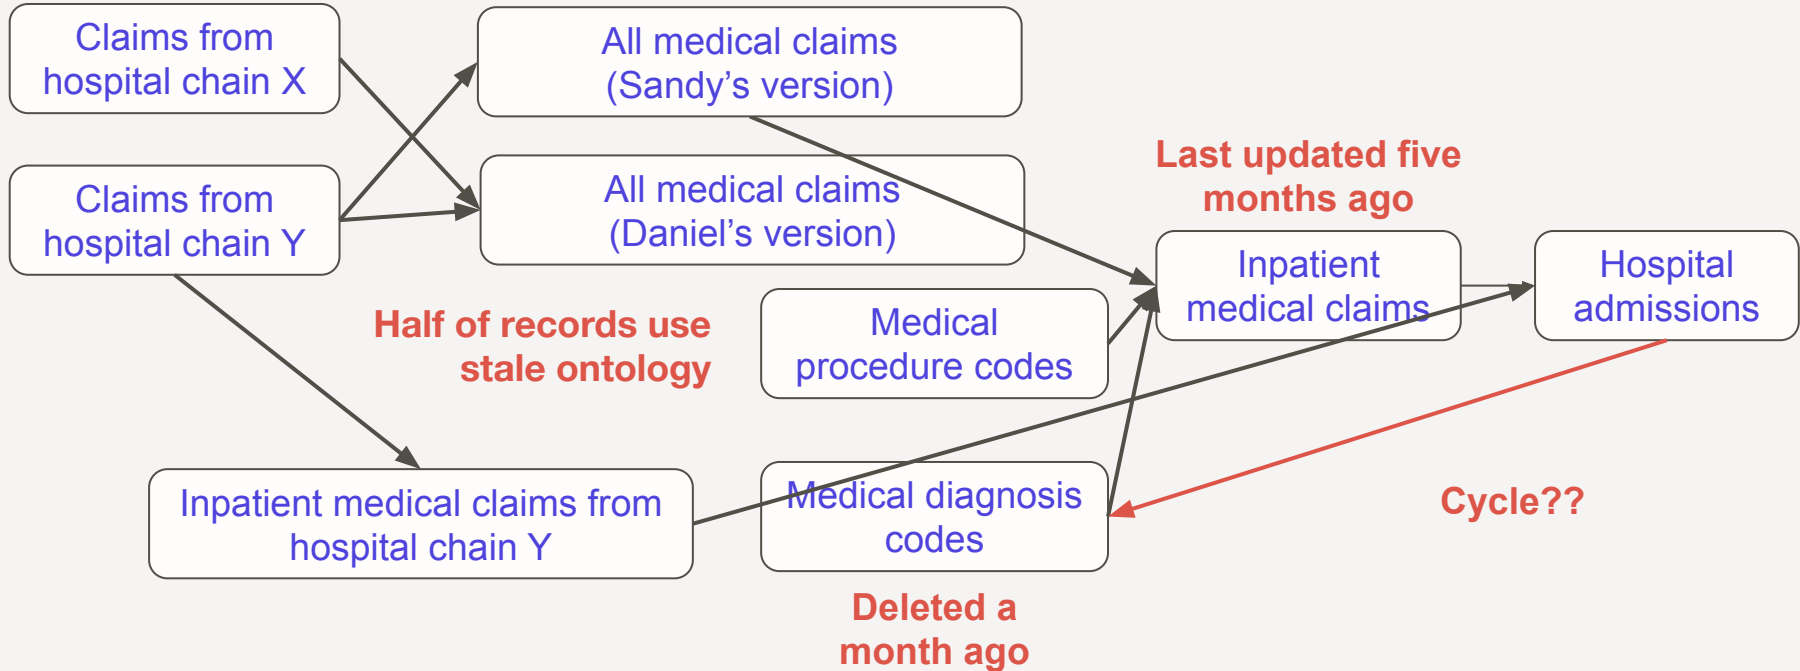 Claims from
hospital chain X
All medical claims
(Sandy’s version)
Claims from
hospital chain Y
All medical claims
(Daniel’s version)
Last updated five
months ago
Inpatient
medical claims
Hospital
admissions
Half of records use
stale ontology
Medical
procedure codes
Inpatient medical claims from
hospital chain Y
Medical diagnosis
codes
Cycle??
Deleted a
month ago